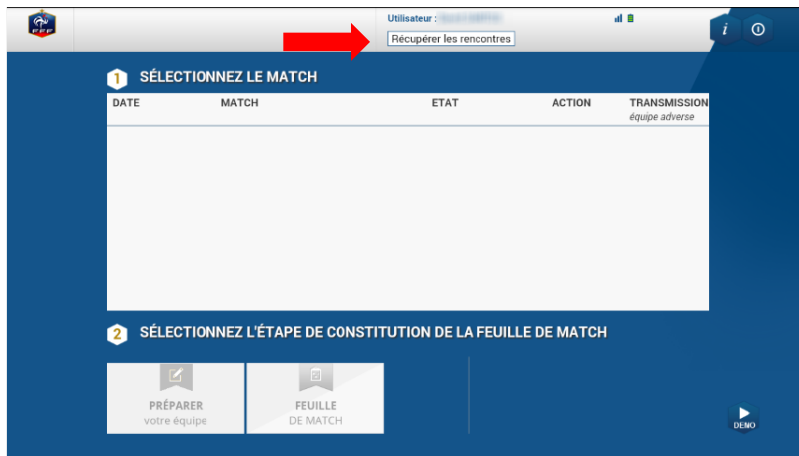 FFF
Utilisateur :
Récupérer les rencontres
i
1 SÉLECTIONNEZ LE MATCH
DATE MATCH ETAT ACTION TRANSMISSION
équipe adverse
2 SÉLECTIONNEZ L'ÉTAPE DE CONSTITUTION DE LA FEUILLE DE MATCH
PRÉPARER
votre équipe
FEUILLE
DE MATCH
DEMO